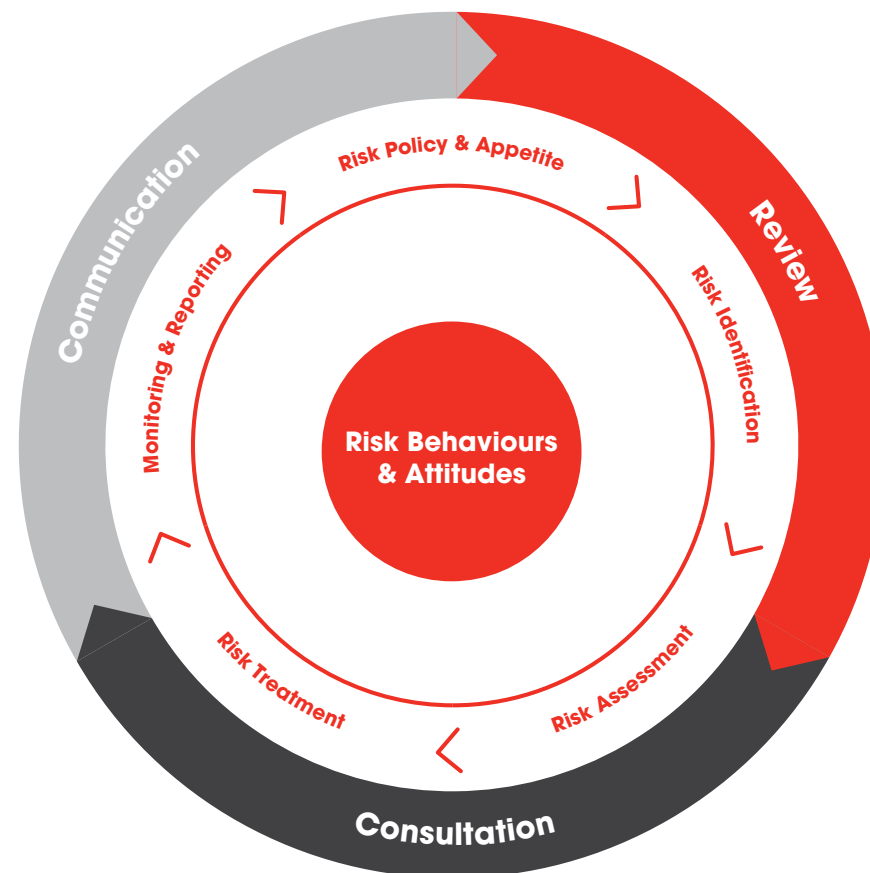 Communication
Review
Consultation
Risk Policy & Appetite
Risk Identification
Risk Assessment
Risk Treatment
Monitoring & Reporting
Risk Behaviours
& Attitudes